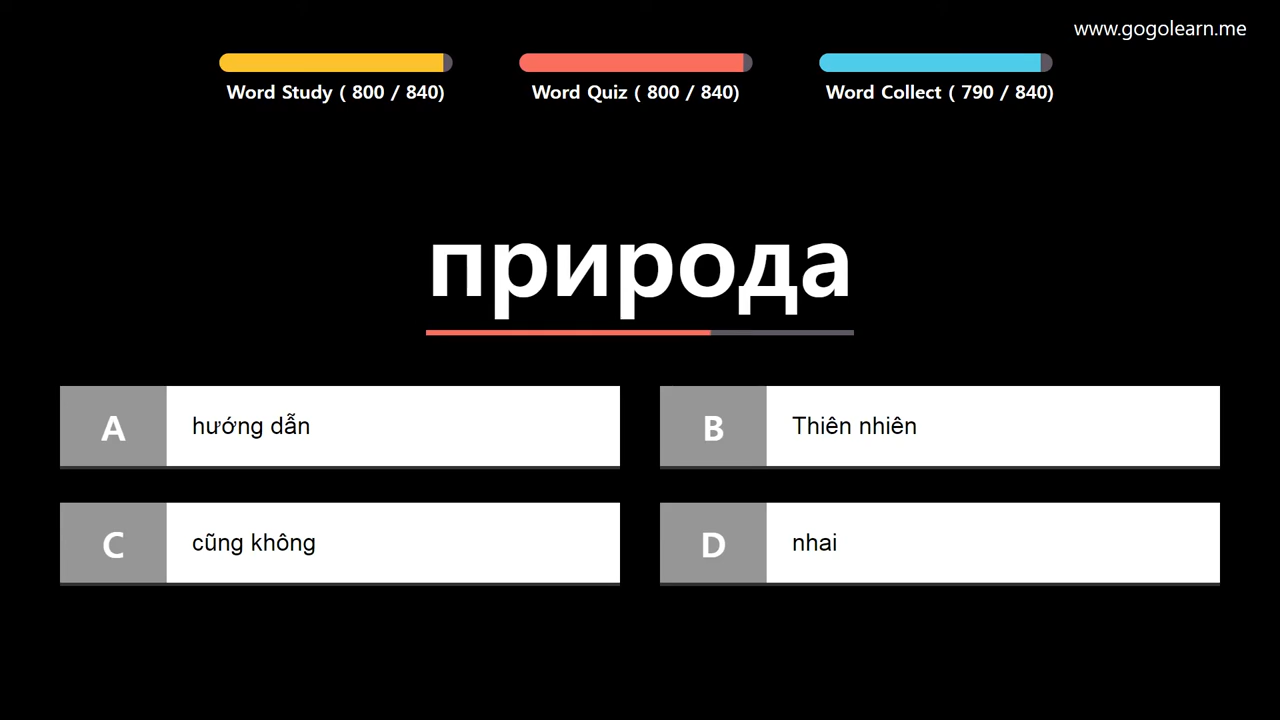 www.gogolearn.me
Word Study ( 800 / 840)
Word Quiz ( 800 / 840)
Word Collect ( 790 / 840)
природа
A hướng dẫn
B Thiên nhiên
C cũng không
D nhai